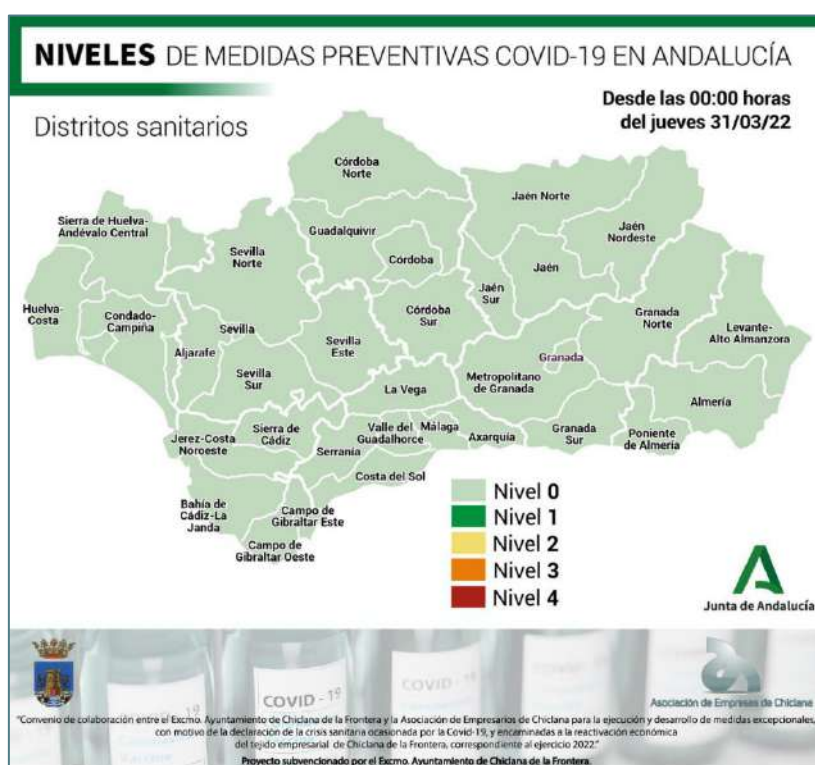 NIVELES DE MEDIDAS PREVENTIVAS COVID-19 EN ANDALUCÍA
Desde las 00:00 horas
del jueves 31/03/22
Distritos sanitarios
Córdoba
Norte
Jaén Norte
Sierra de Huelva-
Andévalo Central
Sevilla
Norte
Guadalquivir
Córdoba
Jaén
Nordeste
Jaén
Jaén
Sur
Huelva-
Costa
Condado-
Campiña
Sevilla
Aljarafe
Sevilla
Sur
Sevilla
Este
Córdoba
Sur
Granada
Norte
Levante-
Alto Almanzora
Granada
Metropolitano
de Granada
La Vega
Almería
Jerez-Costa
Noroeste
Sierra de
Cádiz
Serranía
Valle del
Guadalhorce
Málaga
Axarquía
Granada
Sur
Poniente
de Almería
Costa del Sol
Bahía de
Cádiz-La
Janda
Campo de
Gibraltar Este
Campo de
Gibraltar Oeste
Nivel 0
Nivel 1
Nivel 2
Nivel 3
Nivel 4
Junta de Andalucía
COVID - 19
COVID - 19
COVID - 19
Asociación de Empresas de Chiclana
"Convenio de colaboración entre el Excmo. Ayuntamiento de Chiclana de la Frontera y la Asociación de Empresarios de Chiclana para la ejecución y desarrollo de medidas excepcionales,
con motivo de la declaración de la crisis sanitaria ocasionada por la Covid-19, y encaminadas a la reactivación económica
del tejido empresarial de Chiclana de la Frontera, correspondiente al ejercicio 2022."
Proyecto subvencionado por el Excmo. Ayuntamiento de Chiclana de la Frontera.